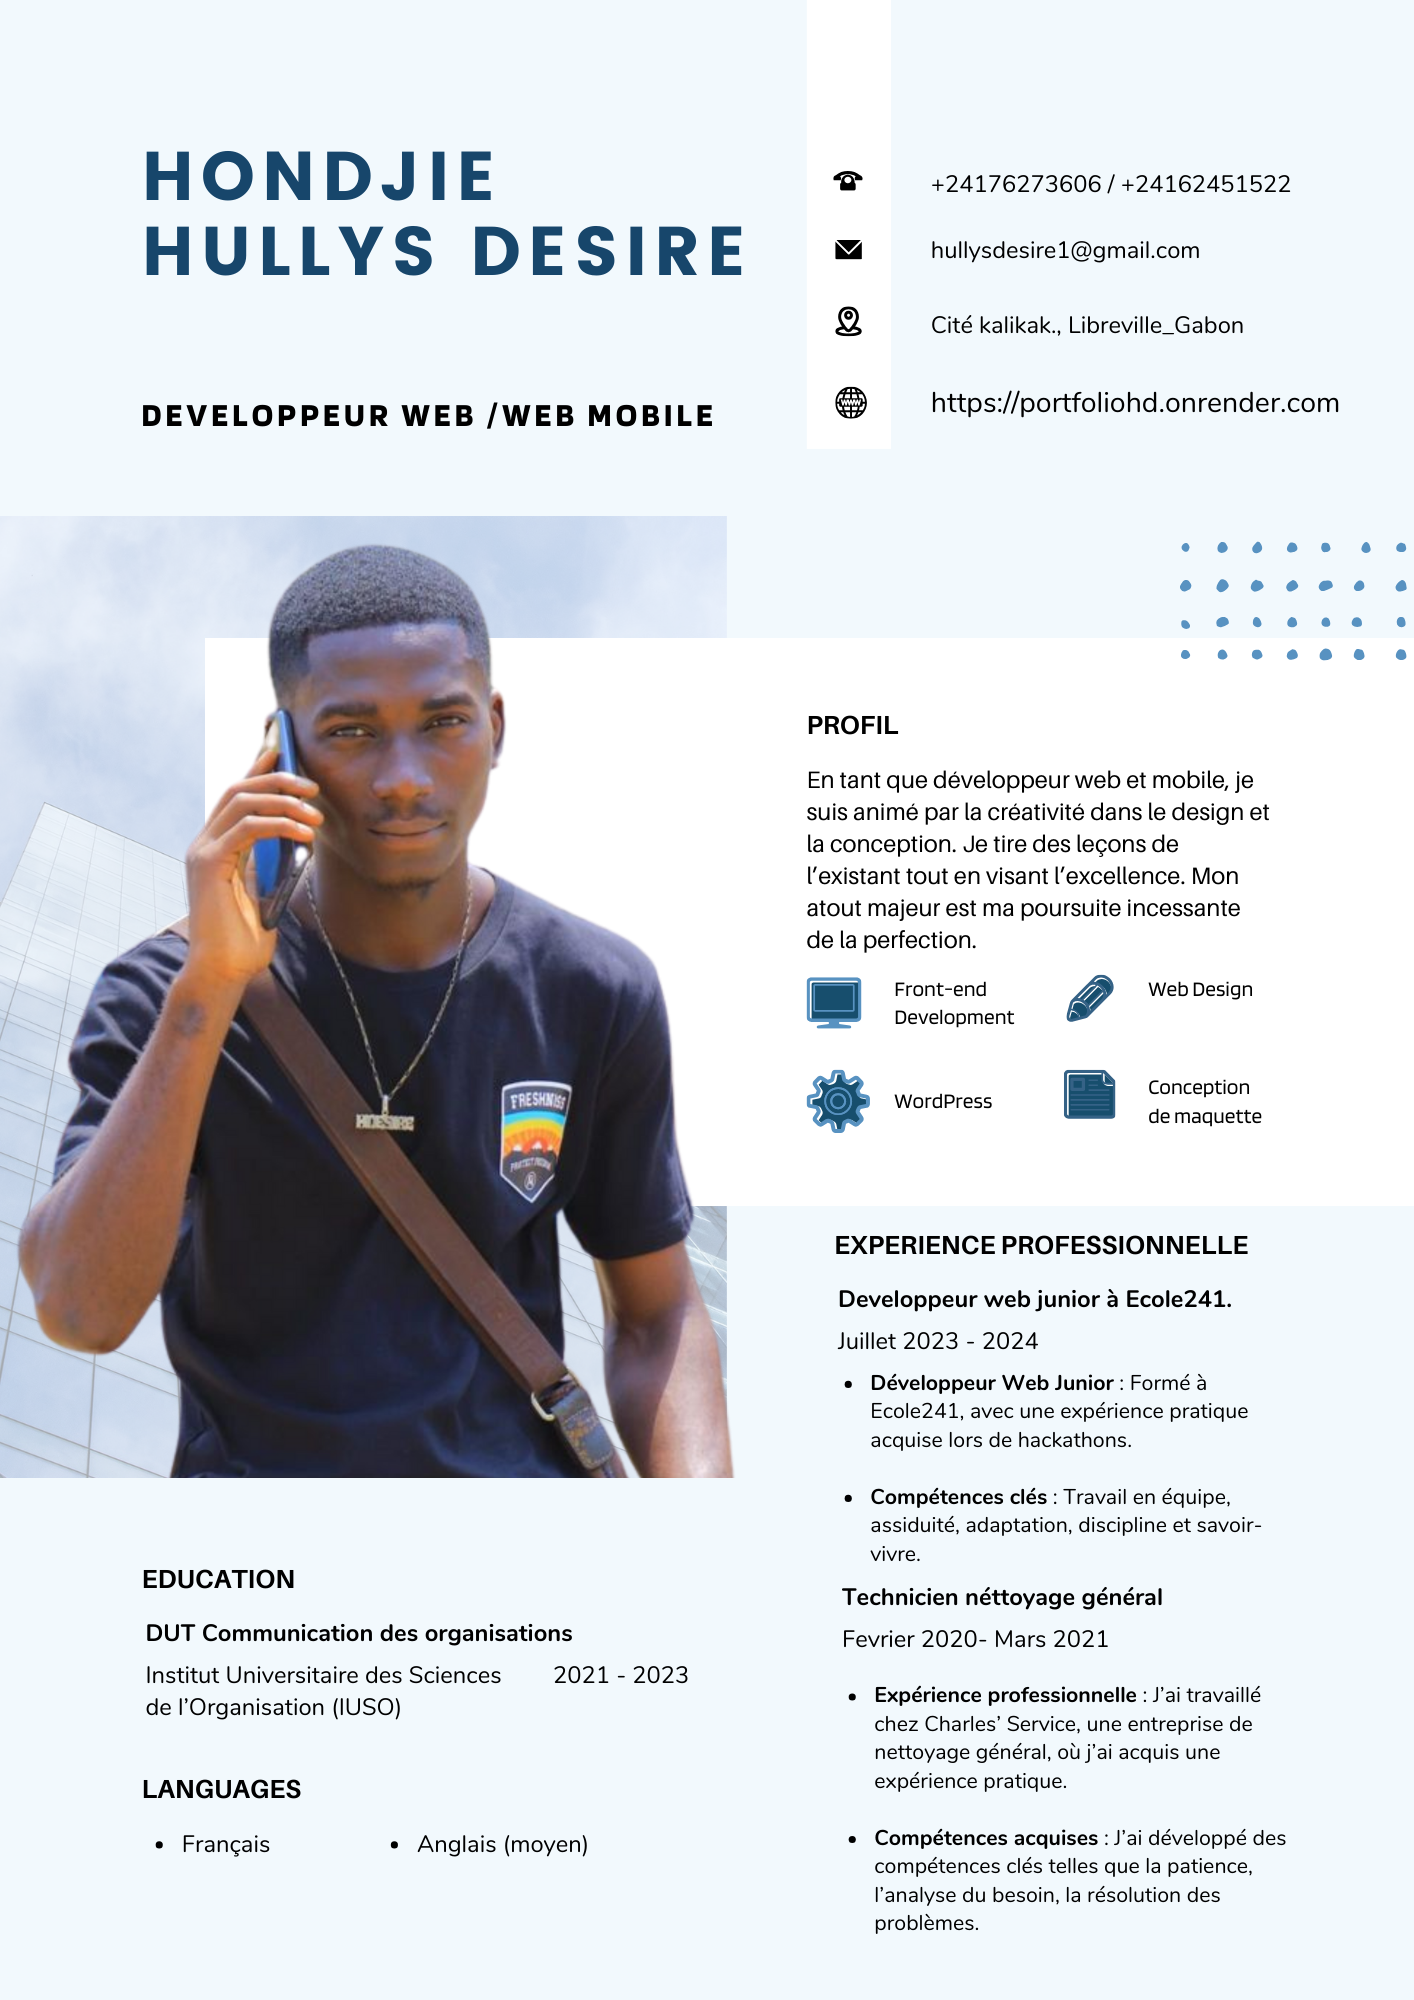 HONDJIE
HULLYS DESIRE
DEVELOPPEUR WEB /WEB MOBILE
+24176273606 / +24162451522
hullysdesire1@gmail.com
Cité kalikak., Libreville_Gabon
https://portfoliohd.onrender.com
PROFIL
En tant que développeur web et mobile, je
suis animé par la créativité dans le design et
la conception. Je tire des leçons de
l’existant tout en visant l’excellence. Mon
atout majeur est ma poursuite incessante
de la perfection.
Front-end
Development
Web Design
WordPress
Conception
de maquette
FRESHNISS
EXPERIENCE PROFESSIONNELLE
Developpeur web junior à Ecole241.
Juillet 2023 - 2024
• Développeur Web Junior : Formé à
Ecole241, avec une expérience pratique
acquise lors de hackathons.
• Compétences clés : Travail en équipe,
assiduité, adaptation, discipline et savoir-
vivre.
Technicien néttoyage général
Fevrier 2020- Mars 2021
• Expérience professionnelle : J’ai travaillé
chez Charles’ Service, une entreprise de
nettoyage général, où j’ai acquis une
expérience pratique.
• Compétences acquises : J’ai développé des
compétences clés telles que la patience,
l’analyse du besoin, la résolution des
problèmes.
EDUCATION
DUT Communication des organisations
Institut Universitaire des Sciences 2021 - 2023
de l’Organisation (IUSO)
LANGUAGES
• Français
• Anglais (moyen)